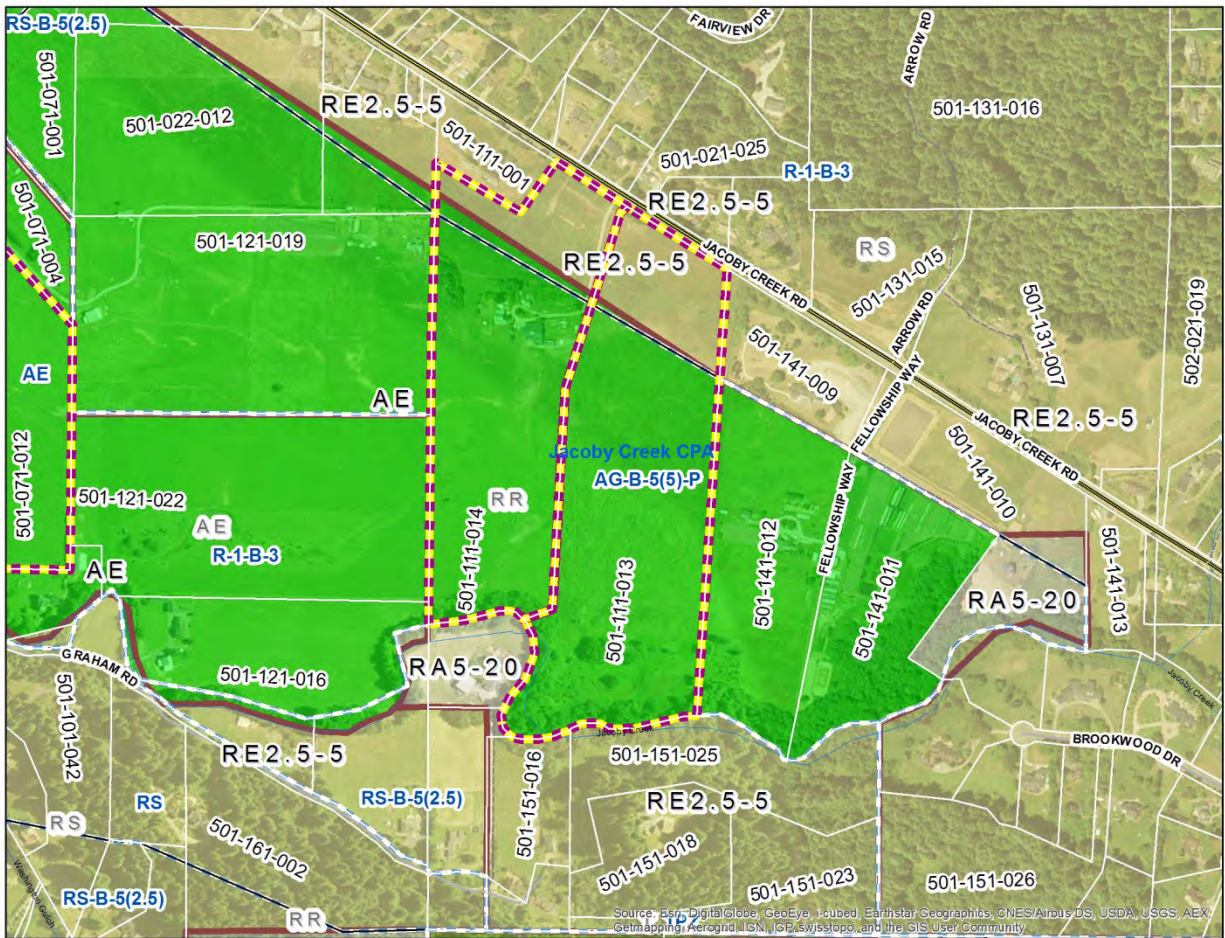 RS-B-5(2.5)
FAIRVIEW DR
ARROW RD
501-071-001
501-022-012
RE2.5-5
501-111-001
501-021-025
R-1-B-3
501-131-016
501-071-004
501-121-019
RE2.5-5
RE2.5-5
JACOBY CREEK RD
RS
501-131-015
ARROW RD
501-131-007
502-021-019
AE
AE
501-141-009
FELLOWSHIP WAY
RE2.5-5
JACOBY CREEK RD
501-071-012
501-121-022
AE
R-1-B-3
RR
501-111-014
Jacoby Creek CPA
AG-B-5(5)-P
501-111-013
501-141-012
FELLOWSHIP WAY
501-141-011
501-141-010
501-141-013
AE
RA5-20
RA5-20
GRAHAM RD
501-121-016
501-101-042
RE2.5-5
Jacoby Creek
Jacoby Creek
501-151-025
BROOKWOOD DR
RS
RS-B-5(2.5)
501-151-016
RE2.5-5
RS
501-161-002
501-151-018
501-151-023
501-151-026
Washington Gulch
RS-B-5(2.5)
RR
Source: Esri, DigitalGlobe, GeoEye, i-cubed, Earthstar Geographics, CNES/Airbus DS, USDA, USGS, AEX,
Getmapping, Aerogrid, IGN, IGP, swisstopo, and the GIS User Community